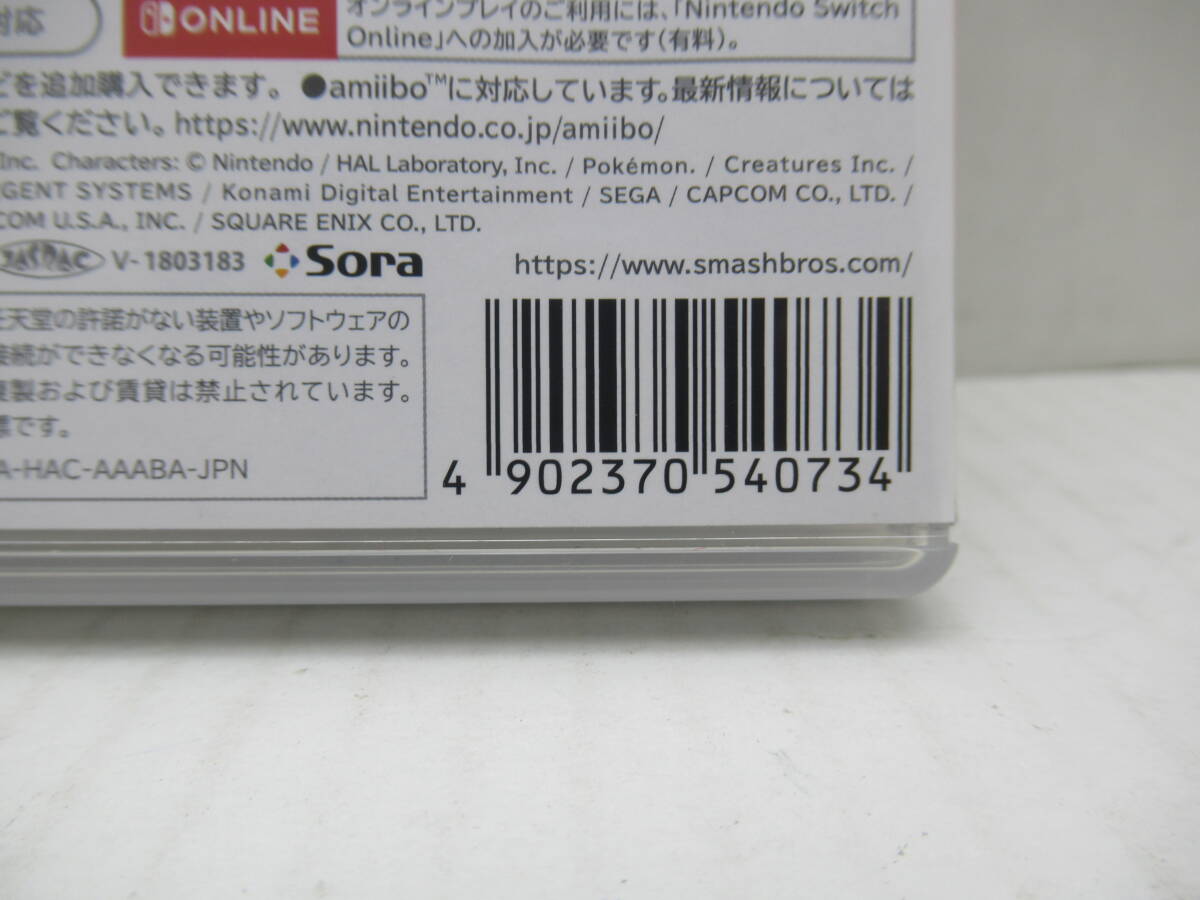 対応
ONLINE
オンラインプレイのご利用には、「Nintendo Switch
Online」への加入が必要です(有料)。
どを追加購入できます。 ●amiibo™に対応しています。最新情報については
ご覧ください。https://www.nintendo.co.jp/amiibo/
Inc. Characters: © Nintendo / HAL Laboratory, Inc. / Pokémon. / Creatures Inc. /
IGENT SYSTEMS / Konami Digital Entertainment / SEGA / CAPCOM CO., LTD. /
COM U.S.A., INC. / SQUARE ENIX CO., LTD.
JASRAC V-1803183 Sora https://www.smashbros.com/
任天堂の許諾がない装置やソフトウェアの
接続ができなくなる可能性があります。
複製および賃貸は禁止されています。
標です。
A-HAC-AAABA-JPN
4 902370 540734